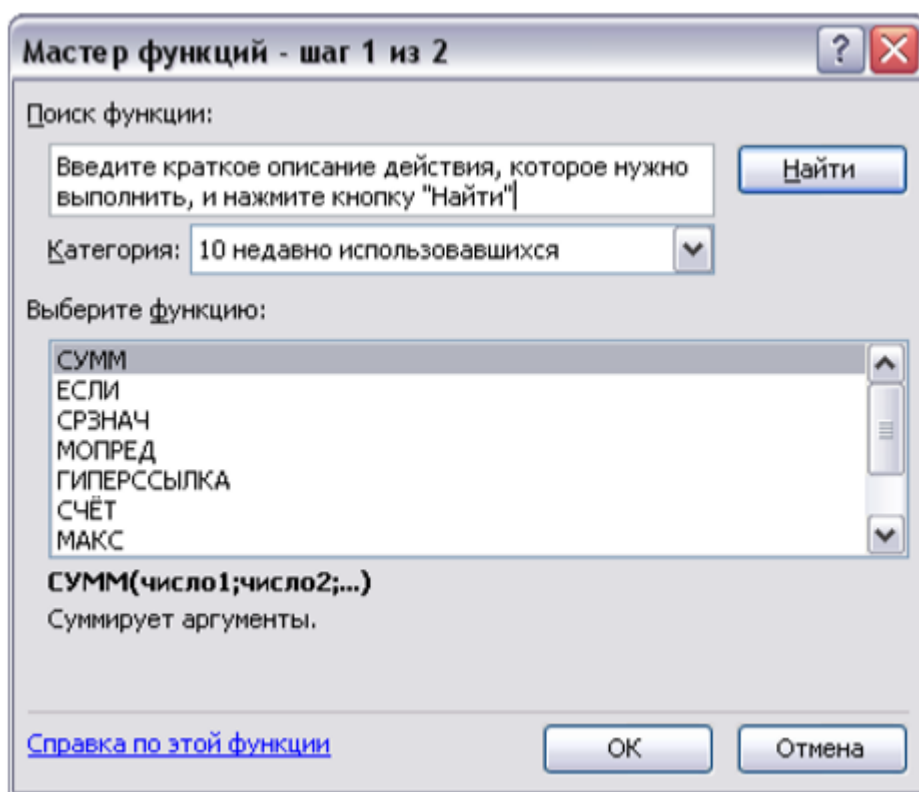 Мастер функций - шаг 1 из 2
Поиск функции:
Введите краткое описание действия, которое нужно
выполнить, и нажмите кнопку "Найти"
Найти
Категория: 10 недавно использовавшихся
Выберите функцию:
СУММ
ЕСЛИ
СРЗНАЧ
МОПРЕД
ГИПЕРССЫЛКА
СЧЁТ
МАКС
СУММ(число1;число2;...)
Суммирует аргументы.
Справка по этой функции
ОК
Отмена